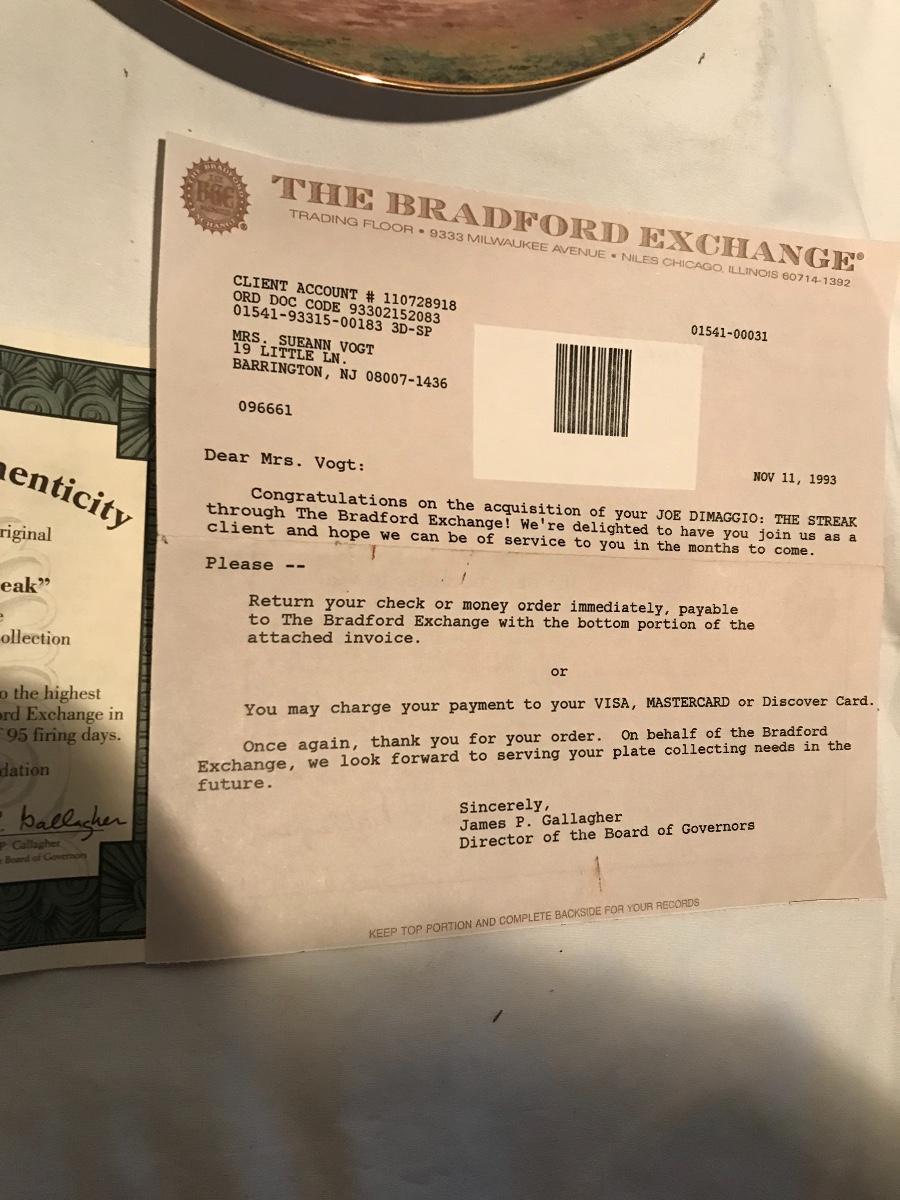 THE BRADFORD EXCHANGE®
TRADING FLOOR • 9333 MILWAUKEE AVENUE • NILES CHICAGO, ILLINOIS 60714-1392
CLIENT ACCOUNT # 110728918
ORD DOC CODE 93302152083
01541-93315-00183 3D-SP
01541-00031
MRS. SUEANN VOGT
19 LITTLE LN.
BARRINGTON, NJ 08007-1436
096661
Dear Mrs. Vogt:
NOV 11, 1993
Congratulations on the acquisition of your JOE DIMAGGIO: THE STREAK
through The Bradford Exchange! We're delighted to have you join us as a
client and hope we can be of service to you in the months to come.
Please --
Return your check or money order immediately, payable
to The Bradford Exchange with the bottom portion of the
attached invoice.
or
You may charge your payment to your VISA, MASTERCARD or Discover Card.
Once again, thank you for your order. On behalf of the Bradford
Exchange, we look forward to serving your plate collecting needs in the
future.
Sincerely,
James P. Gallagher
Director of the Board of Governors
KEEP TOP PORTION AND COMPLETE BACKSIDE FOR YOUR RECORDS
henticity
riginal
eak”
e
ollection
o the highest
rd Exchange in
95 firing days.
dation
Gallagher
P. Gallagher
Board of Governors